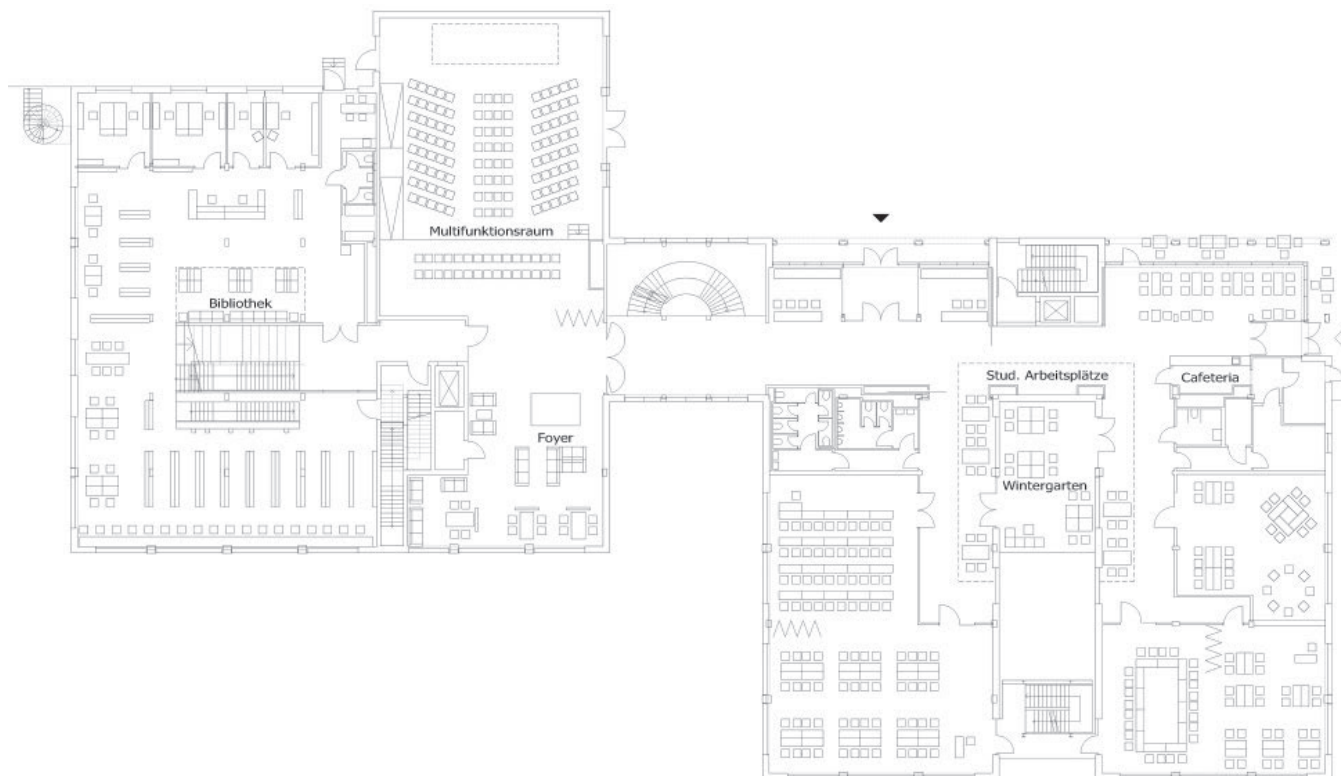 Multifunktionsraum
Bibliothek
Foyer
Stud. Arbeitsplätze
Cafeteria
Wintergarten